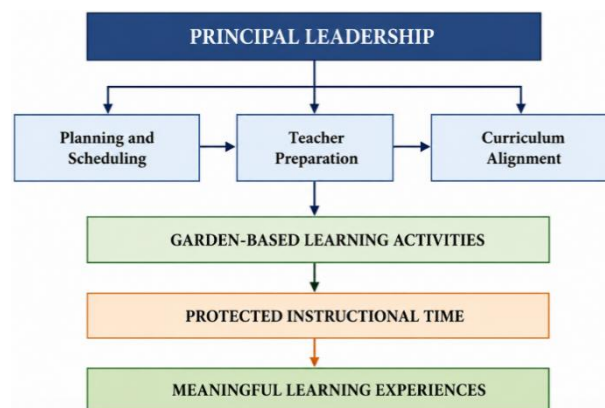 PRINCIPAL LEADERSHIP
Planning and
Scheduling
Teacher
Preparation
Curriculum
Alignment
GARDEN-BASED LEARNING ACTIVITIES
PROTECTED INSTRUCTIONAL TIME
MEANINGFUL LEARNING EXPERIENCES